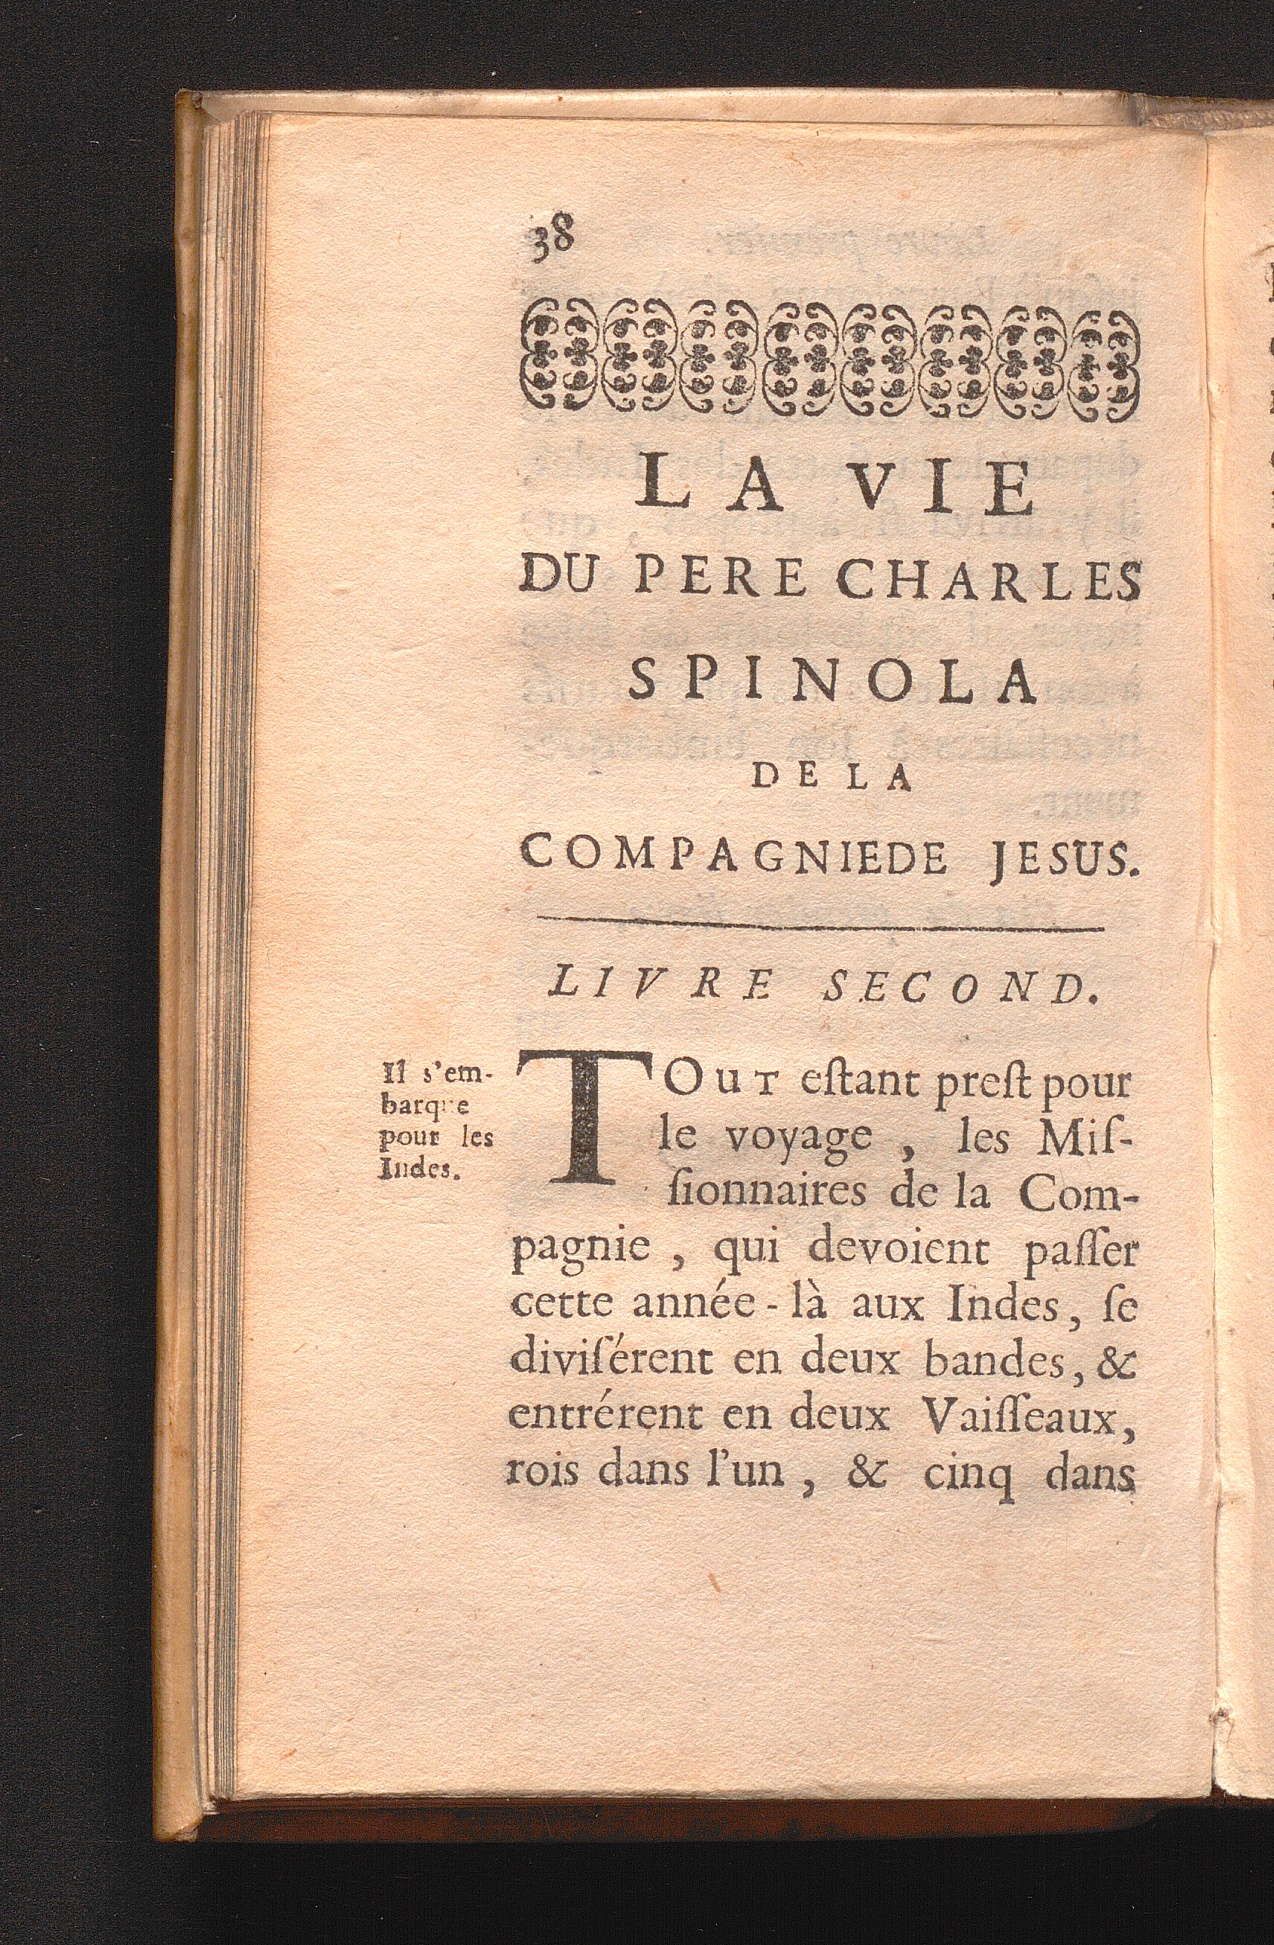 38
LA VIE
DU PERE CHARLES
SPINOLA
DE LA
COMPAGNIEDE JESUS.
LIVRE SECOND.
Il s'em-
barque
pour les
Indes.
TOUT eſtant preſt pour
le voyage, les Miſ-
ſionnaires de la Com-
pagnie, qui devoient paſſer
cette année-là aux Indes, ſe
diviſérent en deux bandes, &
entrérent en deux Vaiſſeaux,
rois dans l'un, & cinq dans